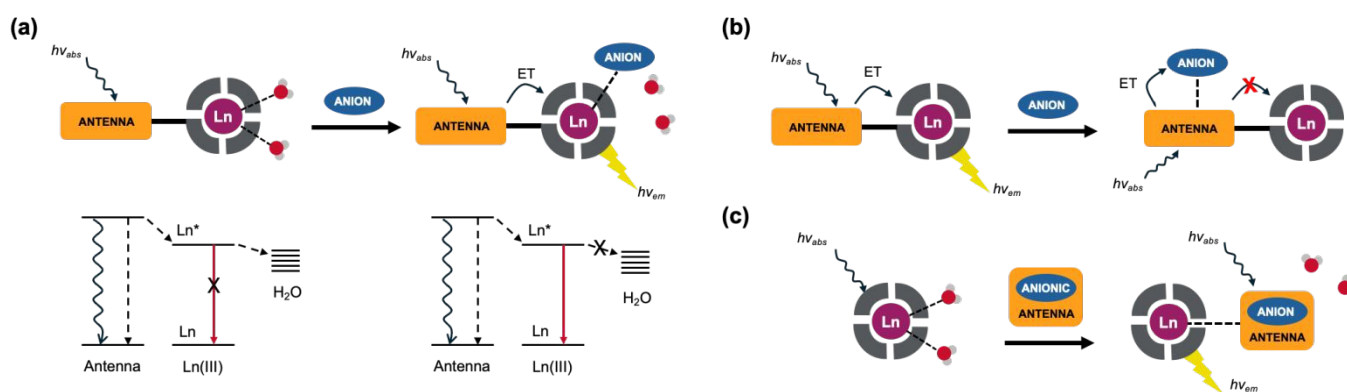 (a)
hv_abs
ANTENNA
Ln
ANION
hv_abs
ET
ANION
ANTENNA
Ln
hv_em
Ln*
H₂O
Ln
Antenna
Ln(III)
Ln*
H₂O
Ln
Antenna
Ln(III)
(b)
hv_abs
ET
ANTENNA
Ln
hv_em
ANION
ANION
ET
X
ANTENNA
Ln
hv_abs
(c)
hv_abs
Ln
ANIONIC
ANTENNA
hv_abs
Ln
ANION
ANTENNA
hv_em